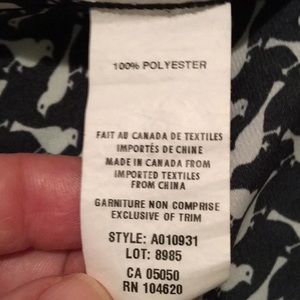 100% POLYESTER
FAIT AU CANADA DE TEXTILES
IMPORTÉS DE CHINE
MADE IN CANADA FROM
IMPORTED TEXTILES
FROM CHINA
GARNITURE NON COMPRISE
EXCLUSIVE OF TRIM
STYLE: A010931
LOT: 8985
CA 05050
RN 104620